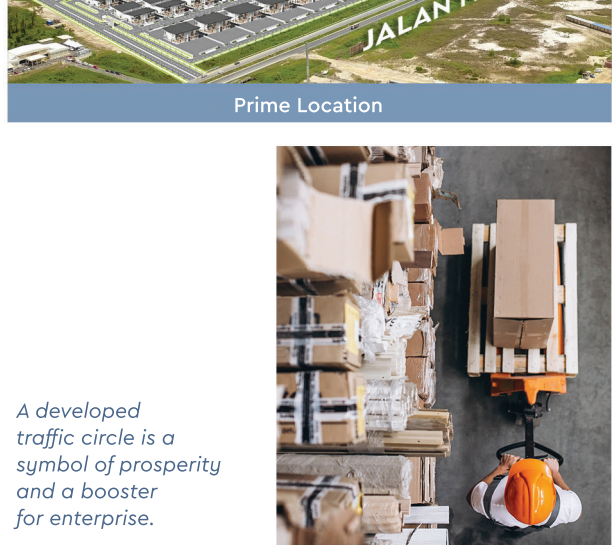 JALAN
Prime Location
A developed
traffic circle is a
symbol of prosperity
and a booster
for enterprise.